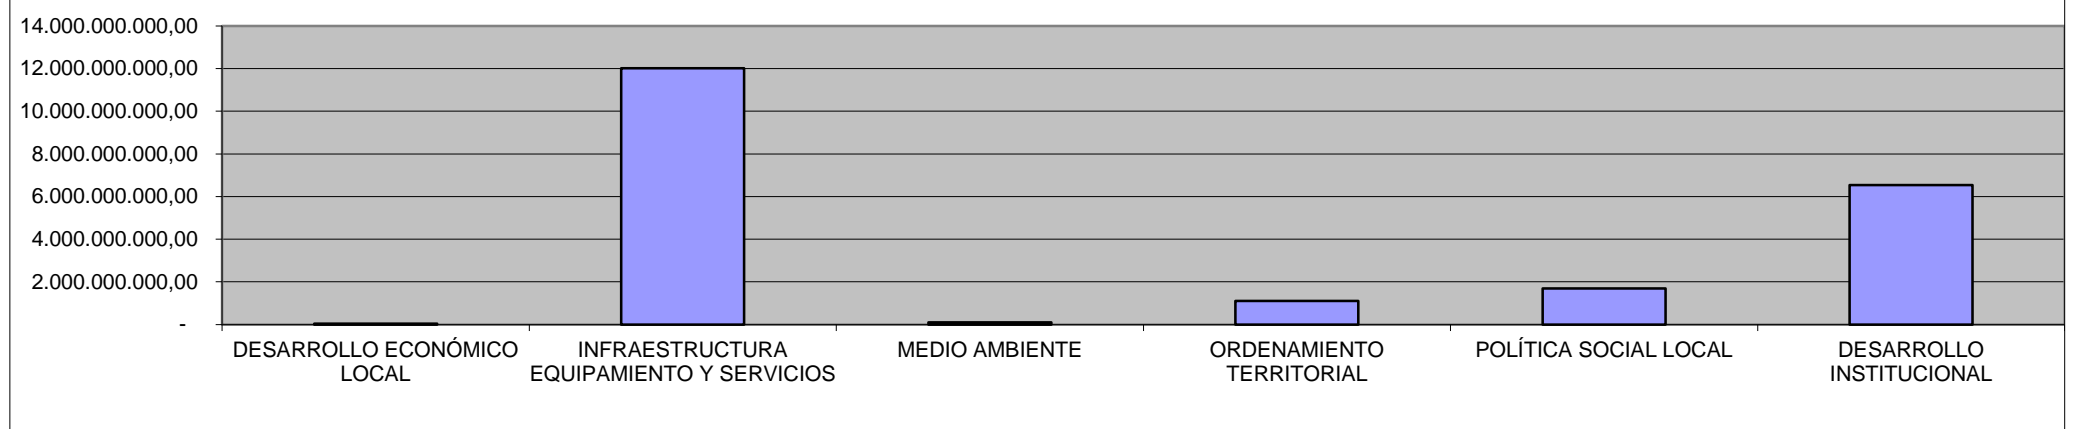 14.000.000.000,00
12.000.000.000,00
10.000.000.000,00
8.000.000.000,00
6.000.000.000,00
4.000.000.000,00
2.000.000.000,00
-
DESARROLLO ECONÓMICO
LOCAL
INFRAESTRUCTURA
EQUIPAMIENTO Y SERVICIOS
MEDIO AMBIENTE
ORDENAMIENTO
TERRITORIAL
POLÍTICA SOCIAL LOCAL
DESARROLLO
INSTITUCIONAL